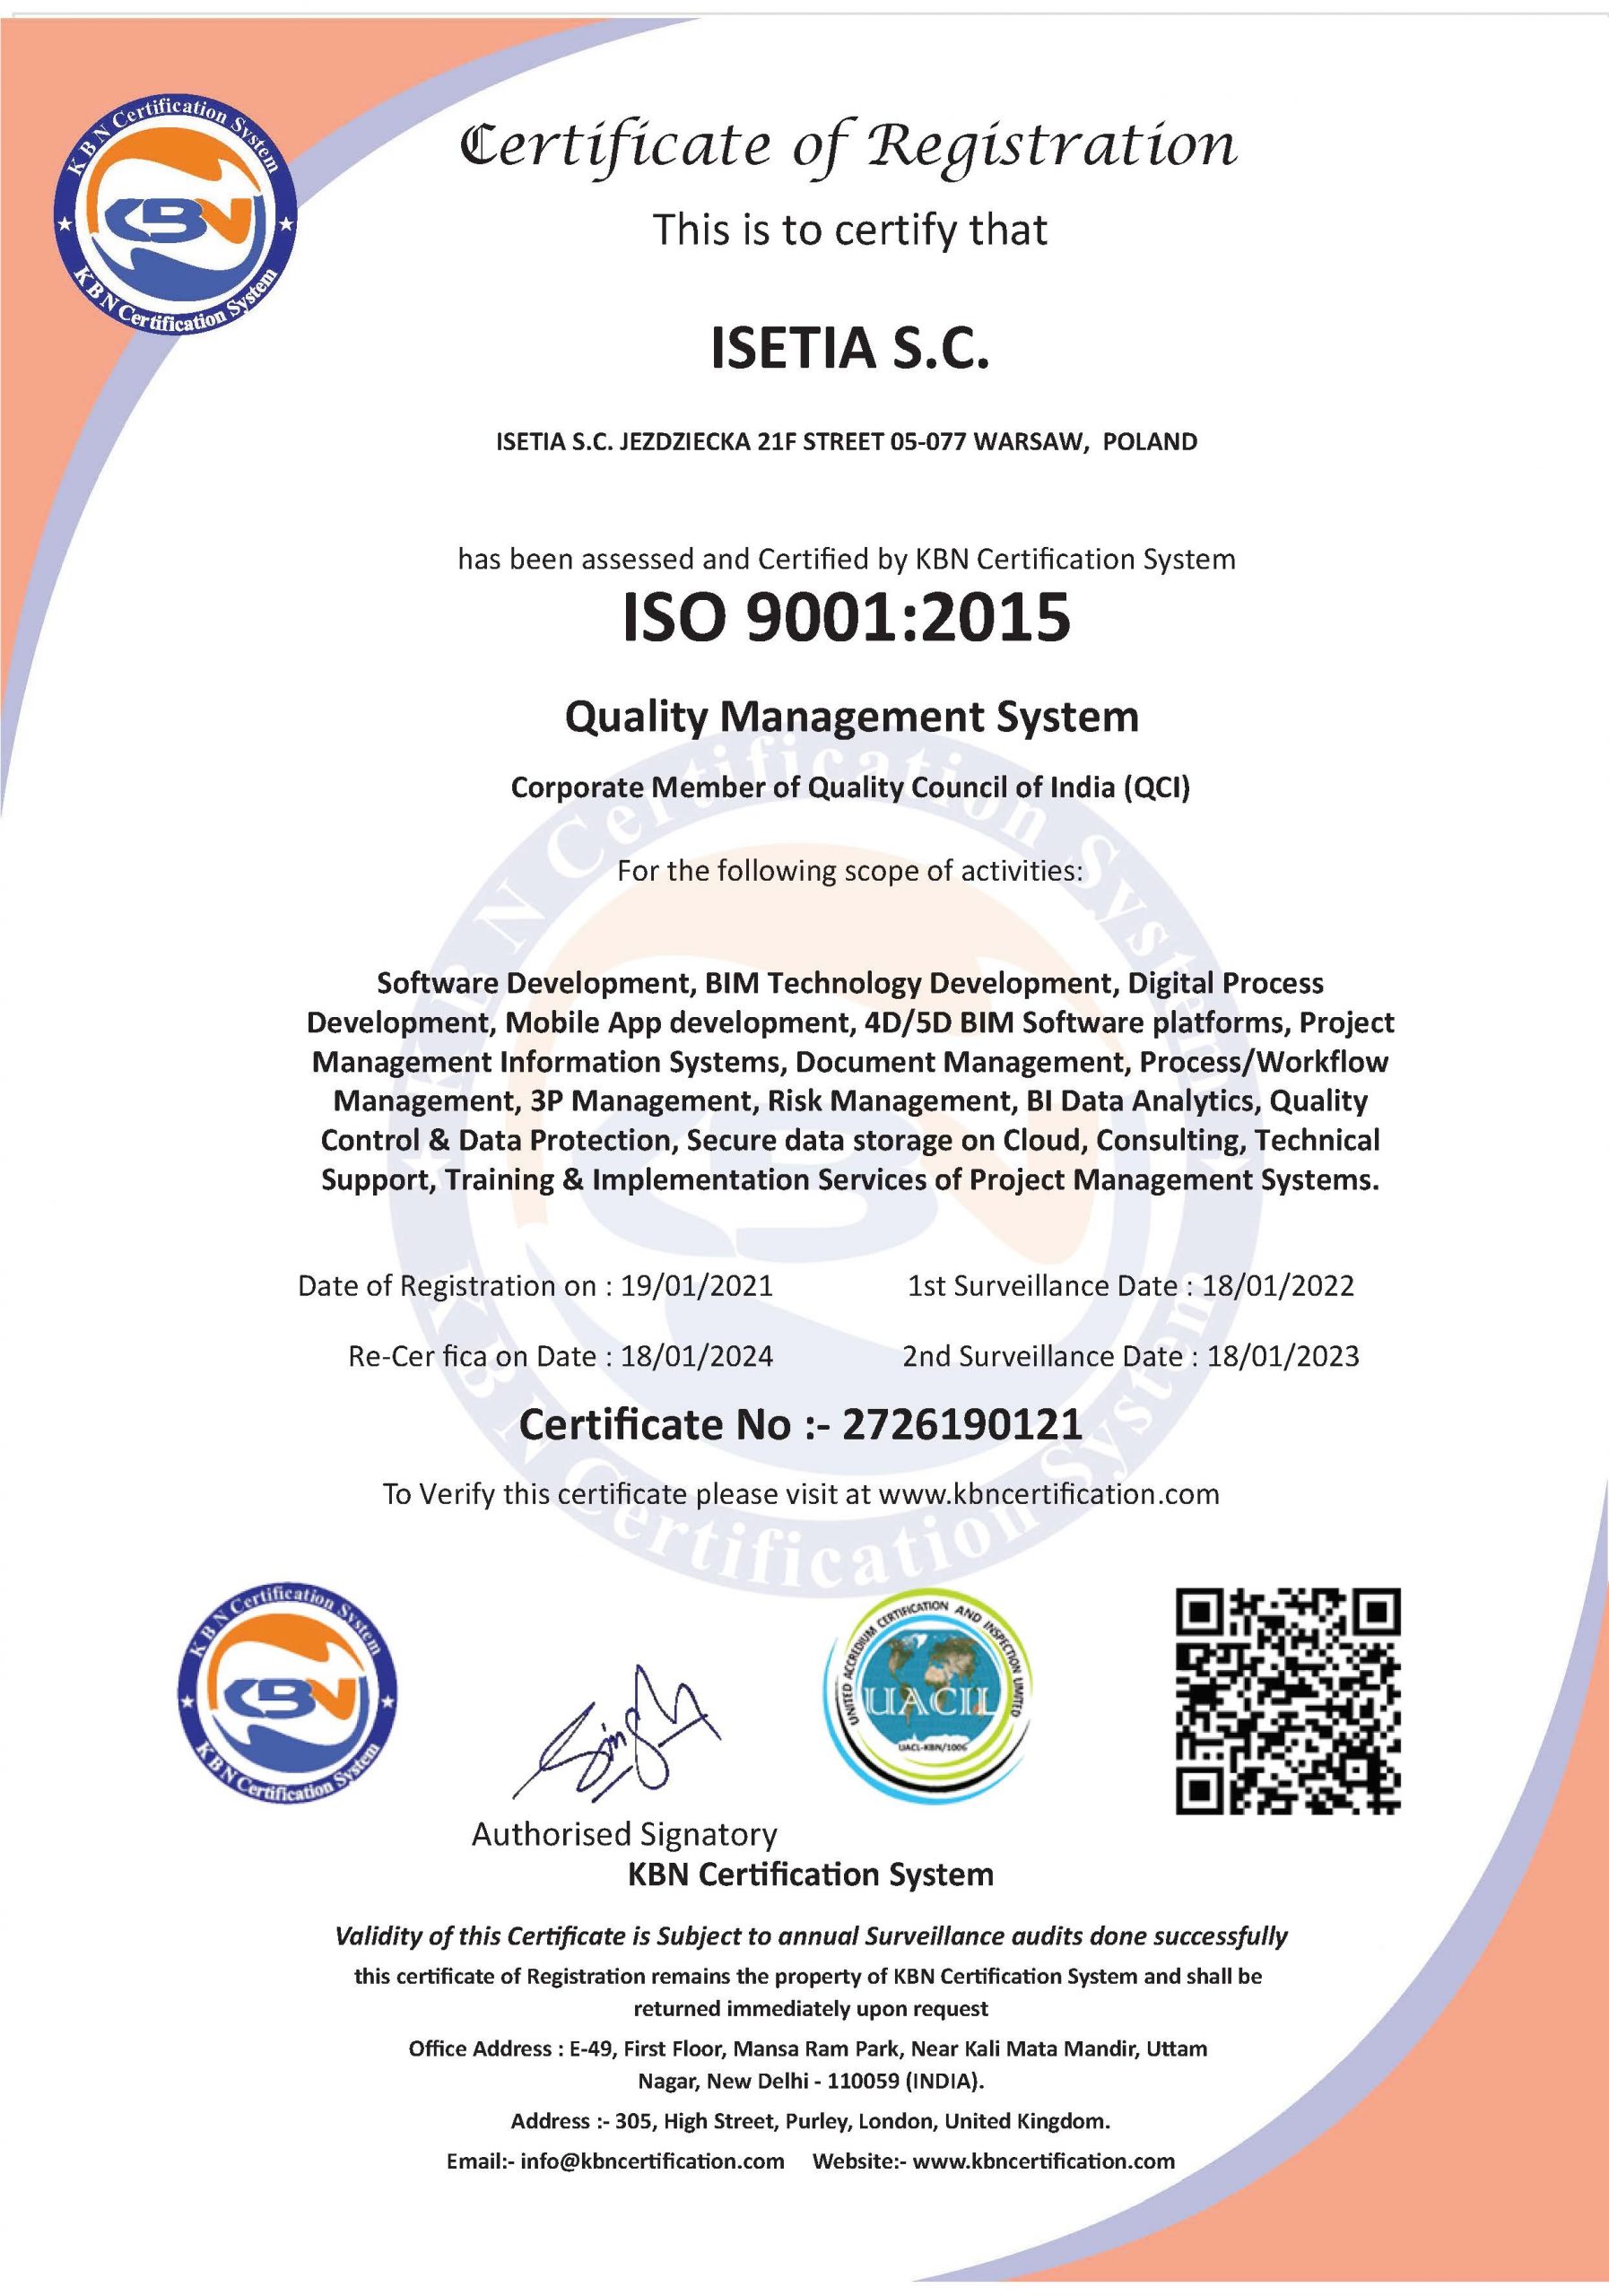 KBN Certification System
KBN
KBN Certification System
Certificate of Registration
This is to certify that
ISETIA S.C.
ISETIA S.C. JEZDZIECKA 21F STREET 05-077 WARSAW, POLAND
has been assessed and Certified by KBN Certification System
ISO 9001:2015
Quality Management System
Corporate Member of Quality Council of India (QCI)
For the following scope of activities:
Software Development, BIM Technology Development, Digital Process
Development, Mobile App development, 4D/5D BIM Software platforms, Project
Management Information Systems, Document Management, Process/Workflow
Management, 3P Management, Risk Management, BI Data Analytics, Quality
Control & Data Protection, Secure data storage on Cloud, Consulting, Technical
Support, Training & Implementation Services of Project Management Systems.
Date of Registration on : 19/01/2021 1st Surveillance Date : 18/01/2022
Re-Cer fica on Date : 18/01/2024 2nd Surveillance Date : 18/01/2023
Certificate No :- 2726190121
To Verify this certificate please visit at www.kbncertification.com
KBN Certification System
KBN
KBN Certification System
Singh
UNITED ACCREDIUM CERTIFICATION AND INSPECTION LIMITED
UACIL
UACL-KBN/1006
Authorised Signatory
KBN Certification System
Validity of this Certificate is Subject to annual Surveillance audits done successfully
this certificate of Registration remains the property of KBN Certification System and shall be
returned immediately upon request
Office Address : E-49, First Floor, Mansa Ram Park, Near Kali Mata Mandir, Uttam
Nagar, New Delhi - 110059 (INDIA).
Address :- 305, High Street, Purley, London, United Kingdom.
Email:- info@kbncertification.com Website:- www.kbncertification.com
KBN Certification System
KBN
KBN Certification System